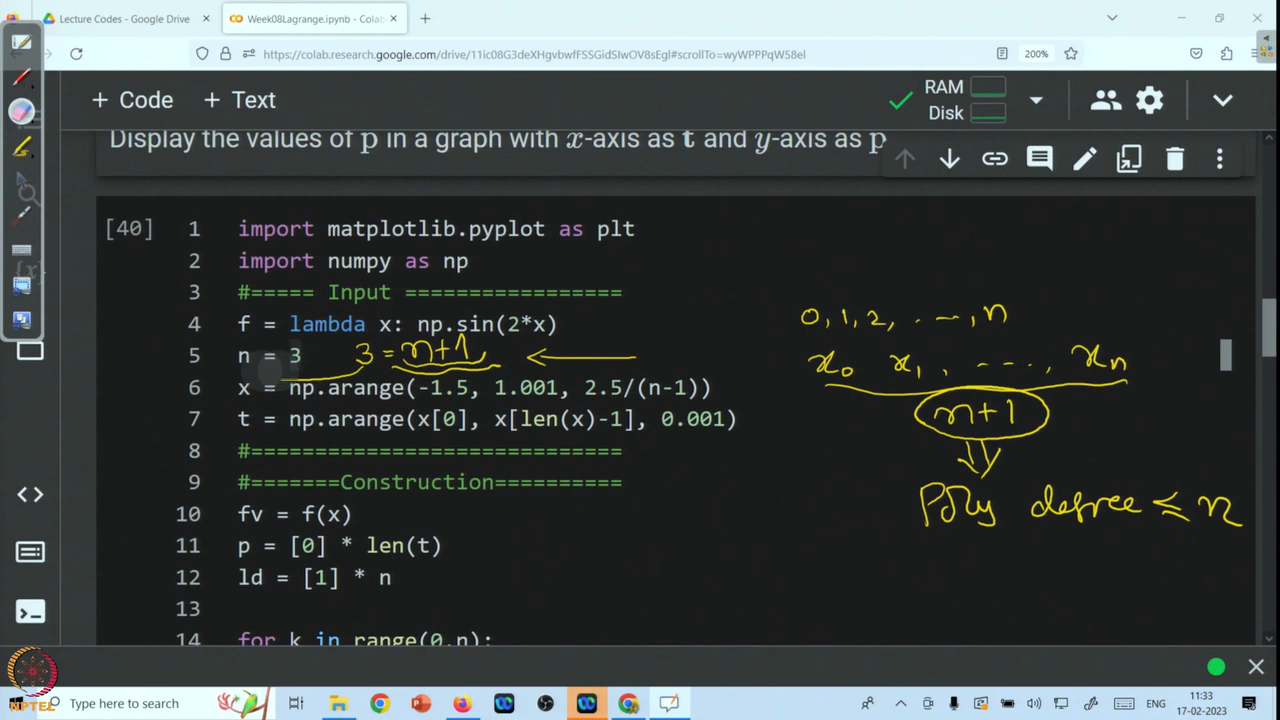 Lecture Codes - Google Drive
Week08Lagrange.ipynb - Colab
https://colab.research.google.com/drive/11ic08G3deXHgvbwfFSSGidSIwOV8sEgl#scrollTo=wyWPPPqW58el
200%
+ Code + Text
RAM
Disk
Display the values of p in a graph with x-axis as t and y-axis as p
[40]
1 import matplotlib.pyplot as plt
2 import numpy as np
3 #===== Input =================
4 f = lambda x: np.sin(2*x)
0, 1, 2, . --, n
5 n = 3
3 = n+1
x₀ x₁, - - - -, xₙ
6 x = np.arange(-1.5, 1.001, 2.5/(n-1))
7 t = np.arange(x[0], x[len(x)-1], 0.001)
n+1
8 #===========================
9 #=======Construction==========
Poly degree ≤ n
10 fv = f(x)
11 p = [0] * len(t)
12 ld = [1] * n
13
14 for k in range(0,n):
{x}
NPTEL
Type here to search
ENG
11:33
17-02-2023